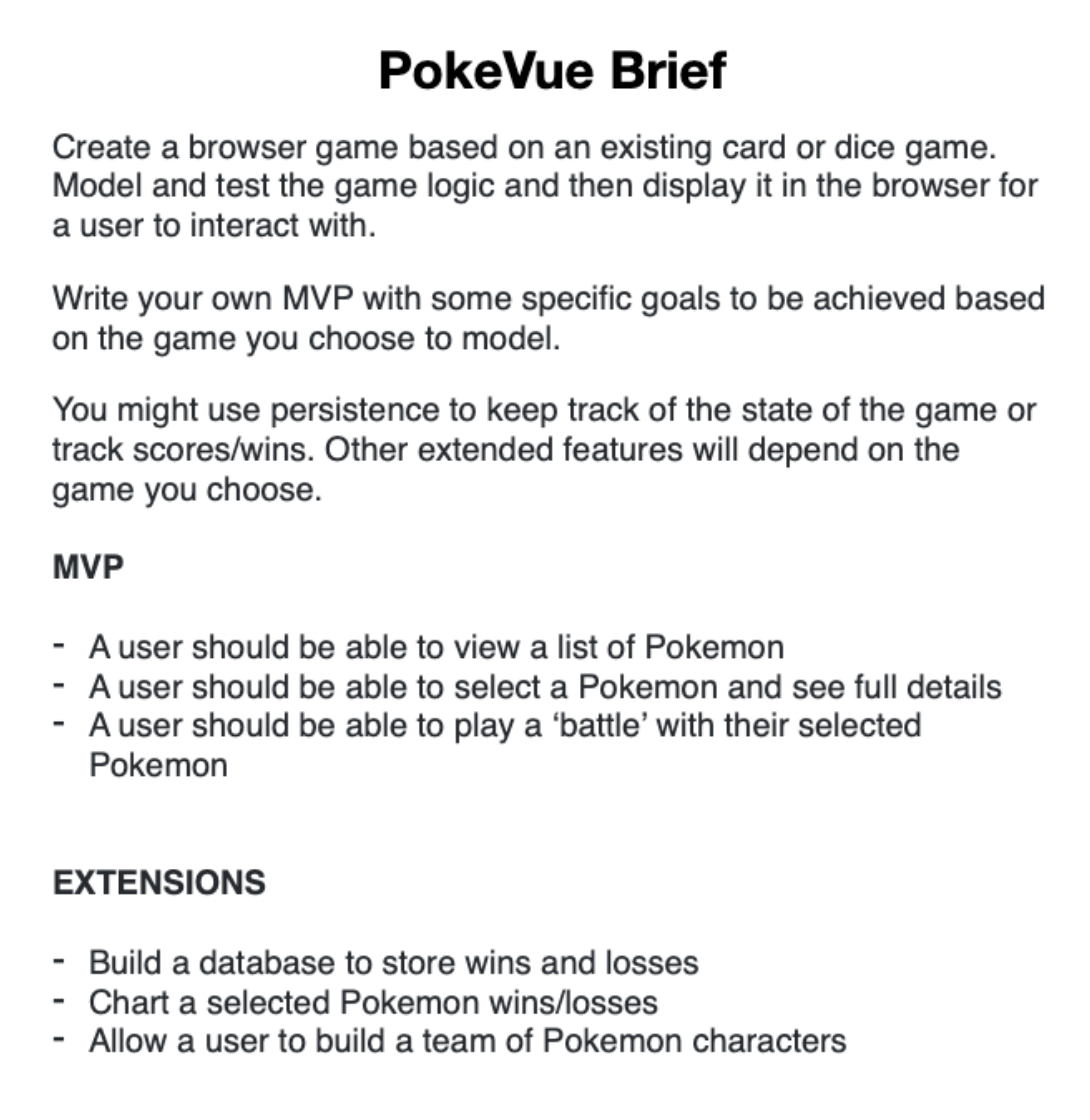 PokeVue Brief
Create a browser game based on an existing card or dice game.
Model and test the game logic and then display it in the browser for
a user to interact with.
Write your own MVP with some specific goals to be achieved based
on the game you choose to model.
You might use persistence to keep track of the state of the game or
track scores/wins. Other extended features will depend on the
game you choose.
MVP
- A user should be able to view a list of Pokemon
- A user should be able to select a Pokemon and see full details
- A user should be able to play a ‘battle’ with their selected
Pokemon
EXTENSIONS
- Build a database to store wins and losses
- Chart a selected Pokemon wins/losses
- Allow a user to build a team of Pokemon characters